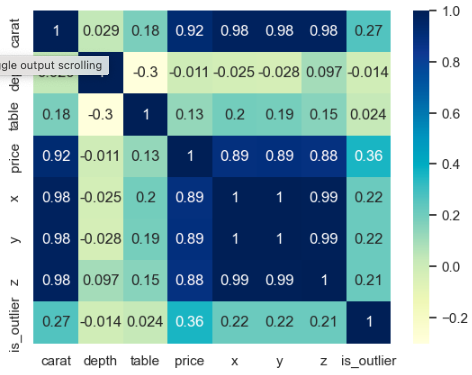 carat 1 0.029 0.18 0.92 0.98 0.98 0.98 0.27
ggle output scrolling
-0.3 -0.011 -0.025 -0.028 0.097 -0.014
table 0.18 -0.3 1 0.13 0.2 0.19 0.15 0.024
price 0.92 -0.011 0.13 1 0.89 0.89 0.88 0.36
x 0.98 -0.025 0.2 0.89 1 1 0.99 0.22
y 0.98 -0.028 0.19 0.89 1 1 0.99 0.22
z 0.98 0.097 0.15 0.88 0.99 0.99 1 0.21
is_outlier 0.27 -0.014 0.024 0.36 0.22 0.22 0.21 1
carat depth table price x y z is_outlier
1.0
0.8
0.6
0.4
0.2
0.0
−0.2